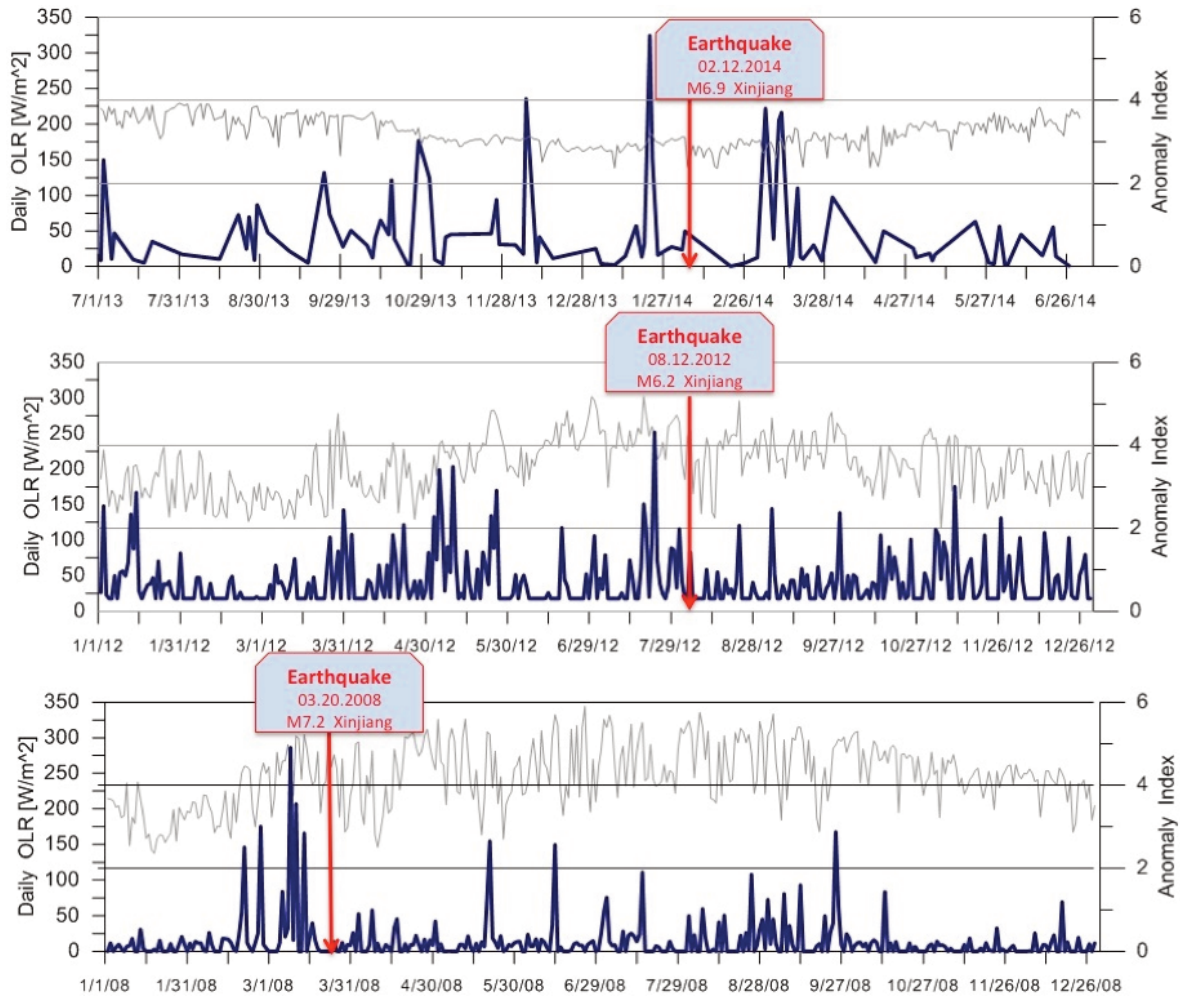 350
300
250
200
150
100
50
0
Daily OLR [W/m^2]
6
4
2
0
Anomaly Index
Earthquake
02.12.2014
M6.9 Xinjiang
7/1/13 7/31/13 8/30/13 9/29/13 10/29/13 11/28/13 12/28/13 1/27/14 2/26/14 3/28/14 4/27/14 5/27/14 6/26/14
350
300
250
200
150
100
50
0
Daily OLR [W/m^2]
6
4
2
0
Anomaly Index
Earthquake
08.12.2012
M6.2 Xinjiang
1/1/12 1/31/12 3/1/12 3/31/12 4/30/12 5/30/12 6/29/12 7/29/12 8/28/12 9/27/12 10/27/12 11/26/12 12/26/12
350
300
250
200
150
100
50
0
Daily OLR [W/m^2]
6
4
2
0
Anomaly Index
Earthquake
03.20.2008
M7.2 Xinjiang
1/1/08 1/31/08 3/1/08 3/31/08 4/30/08 5/30/08 6/29/08 7/29/08 8/28/08 9/27/08 10/27/08 11/26/08 12/26/08